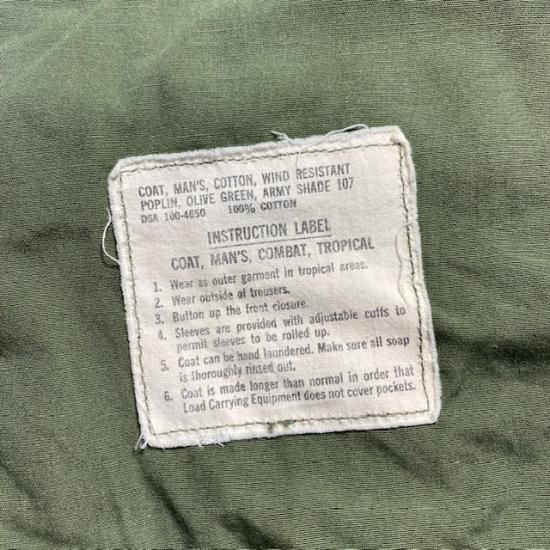 COAT, MAN'S, COTTON, WIND RESISTANT
POPLIN, OLIVE GREEN, ARMY SHADE 107
DSA 100-4650 100% COTTON
INSTRUCTION LABEL
COAT, MAN'S, COMBAT, TROPICAL
1. Wear as outer garment in tropical areas.
2. Wear outside of trousers.
3. Button up the front closure.
4. Sleeves are provided with adjustable cuffs to
permit sleeves to be rolled up.
5. Coat can be hand laundered. Make sure all soap
is thoroughly rinsed out.
6. Coat is made longer than normal in order that
Load Carrying Equipment does not cover pockets.